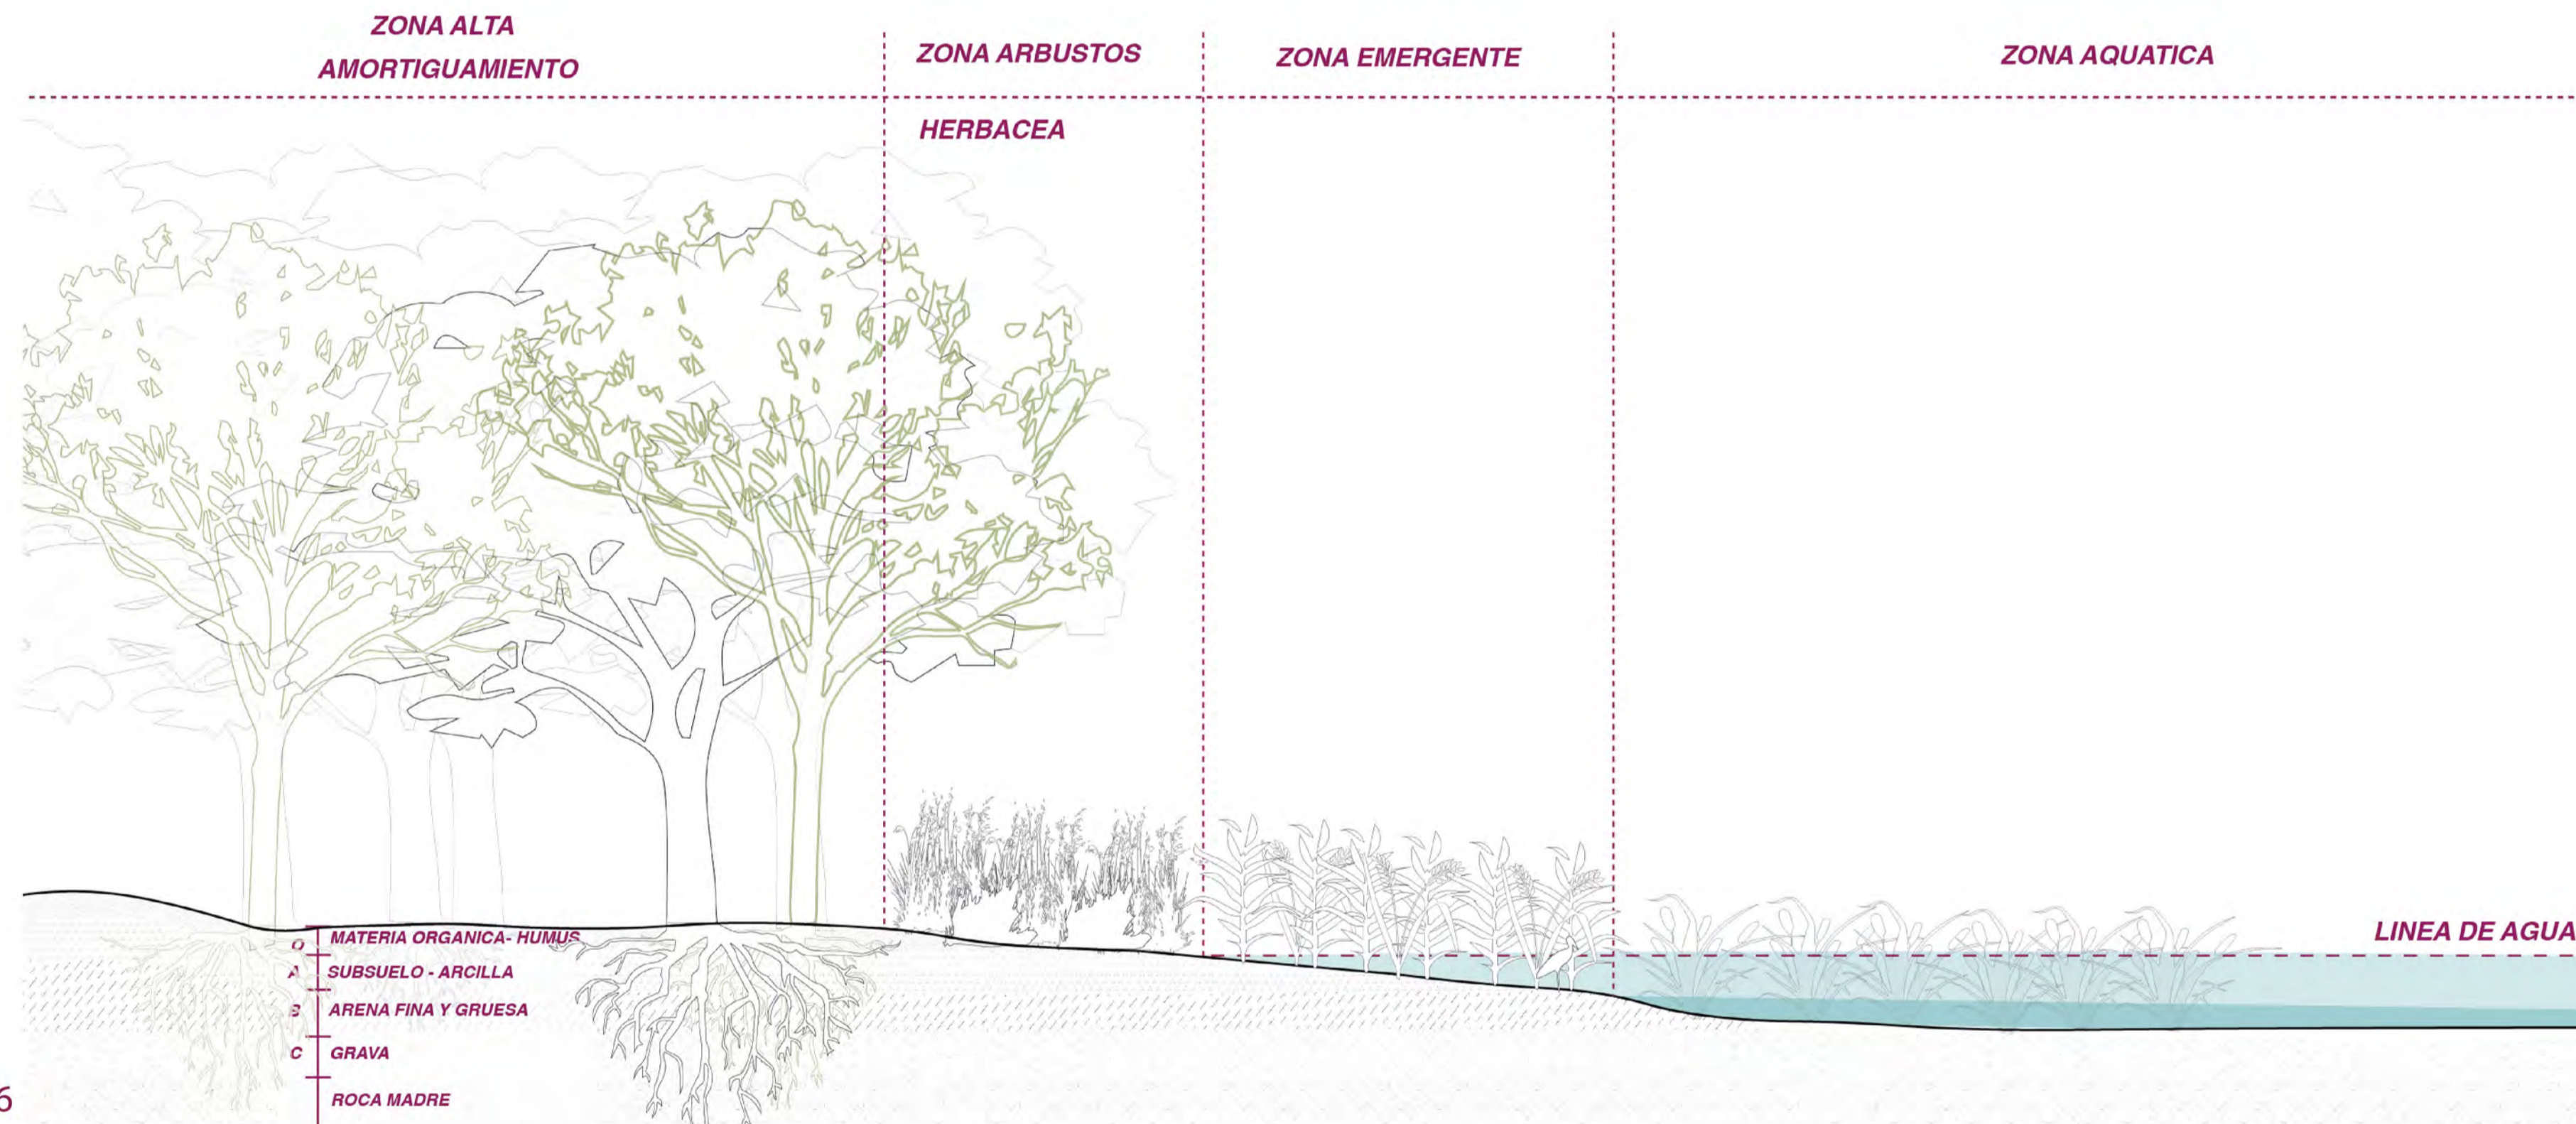 ZONA ALTA
AMORTIGUAMIENTO
ZONA ARBUSTOS
HERBACEA
ZONA EMERGENTE
ZONA AQUATICA
LINEA DE AGUA
O MATERIA ORGANICA- HUMUS
A SUBSUELO - ARCILLA
B ARENA FINA Y GRUESA
C GRAVA
ROCA MADRE
6